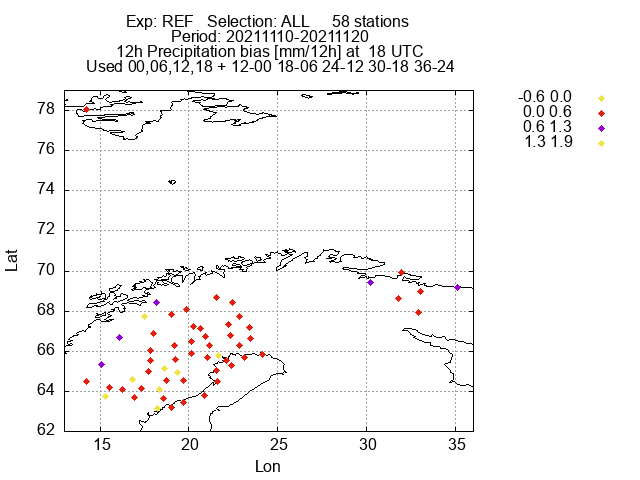 Exp: REF   Selection: ALL     58 stations
Period: 20211110-20211120
12h Precipitation bias [mm/12h] at  18 UTC
Used 00,06,12,18 + 12-00 18-06 24-12 30-18 36-24
-0.6 0.0
0.0 0.6
0.6 1.3
1.3 1.9
78
76
74
72
70
68
66
64
62
Lat
15 20 25 30 35
Lon